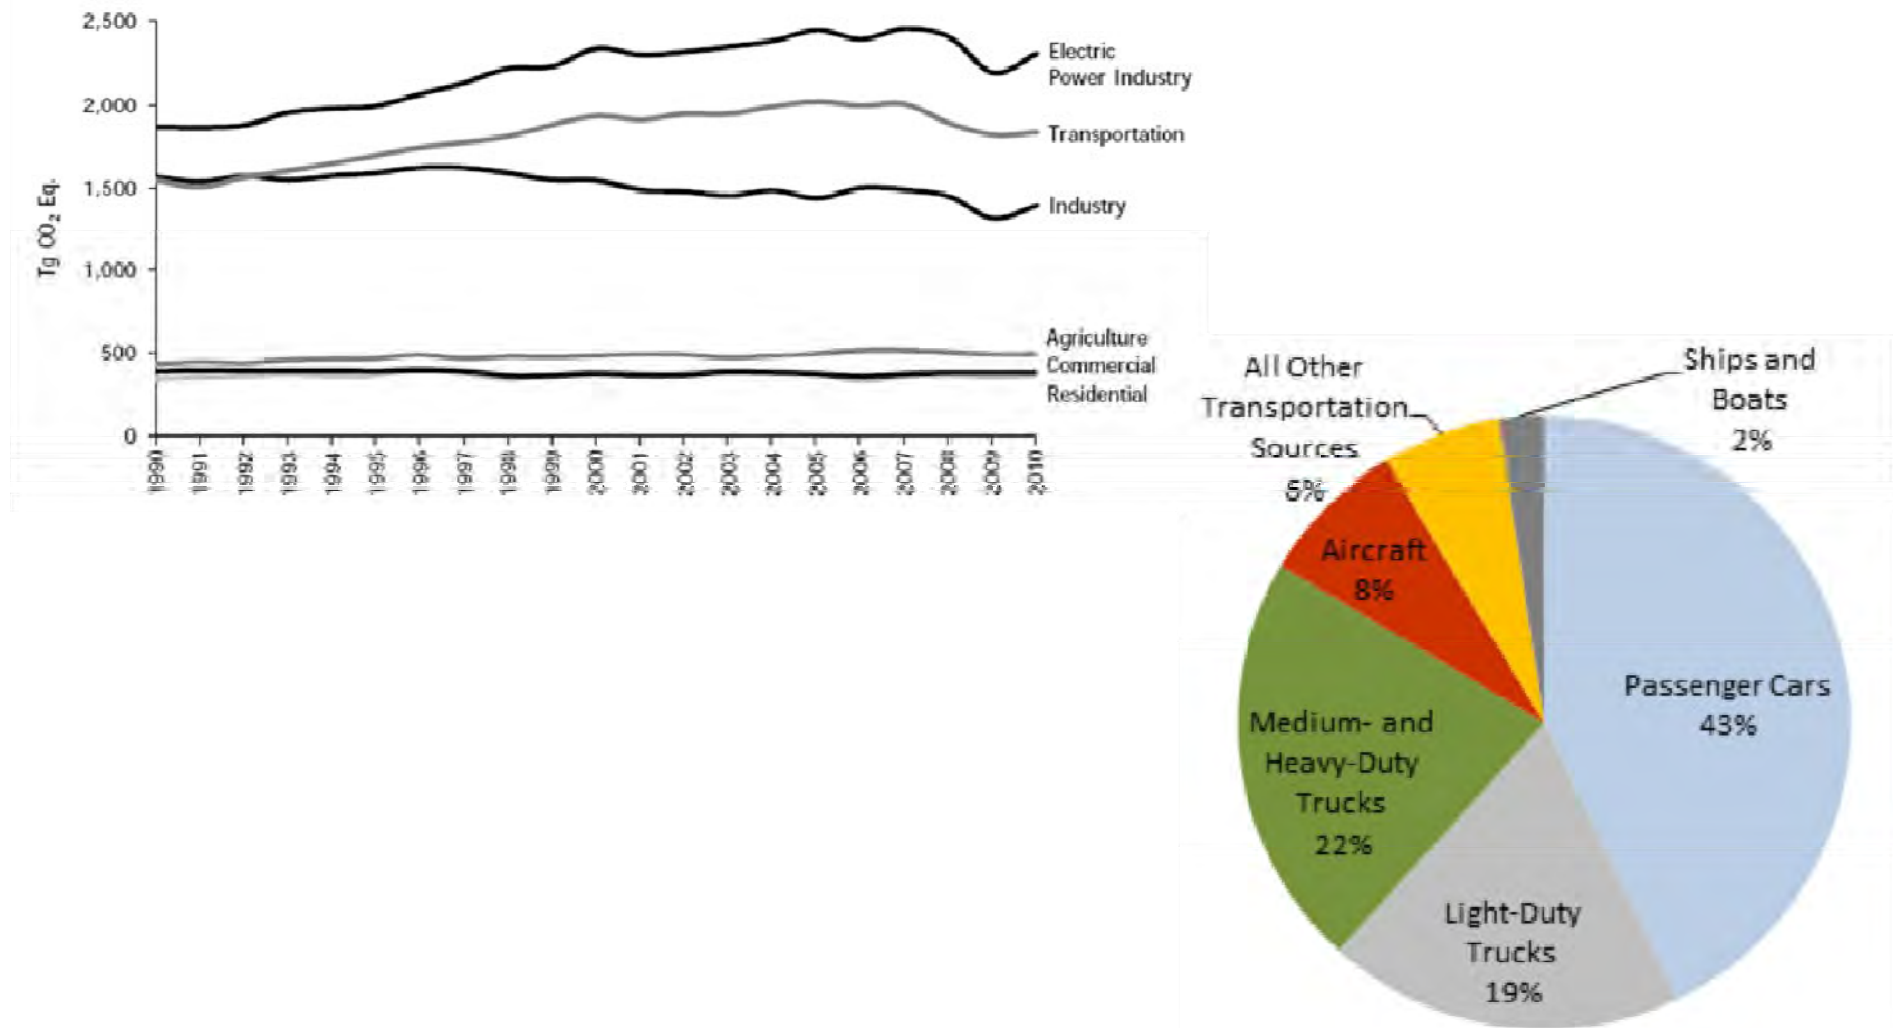 2,500
2,000
1,500
1,000
500
0
Tg CO₂ Eq.
Electric
Power Industry
Transportation
Industry
Agriculture
Commercial
Residential
1990
1991
1992
1993
1994
1995
1996
1997
1998
1999
2000
2001
2002
2003
2004
2005
2006
2007
2008
2009
2010
All Other
Transportation
Sources
6%
Ships and
Boats
2%
Aircraft
8%
Passenger Cars
43%
Medium- and
Heavy-Duty
Trucks
22%
Light-Duty
Trucks
19%